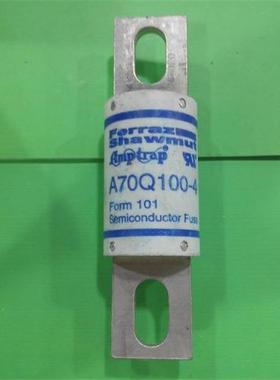 Ferraz
Shawmut
Amptrap
A70Q100-4
Form 101
Semiconductor Fuse